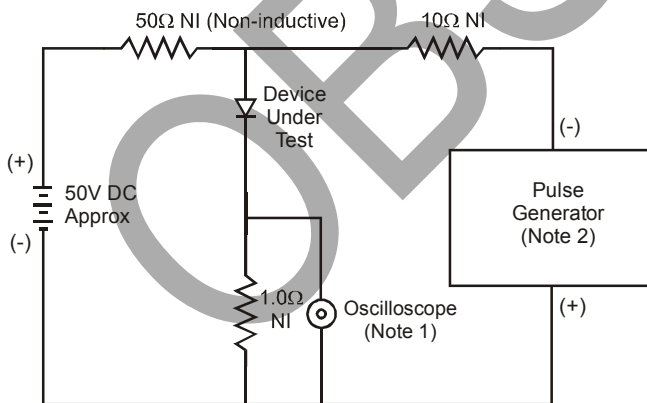 50Ω NI (Non-inductive)
10Ω NI
Device
Under
Test
(-)
(+)
50V DC
Approx
(-)
Pulse
Generator
(Note 2)
1.0Ω
NI
Oscilloscope
(Note 1)
(+)